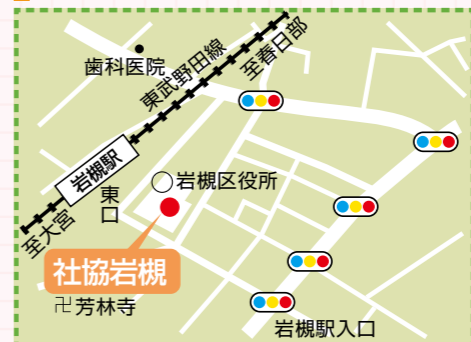 歯科医院
東武野田線
至春日部
岩槻駅
東口
至大宮
岩槻区役所
社協岩槻
卍芳林寺
岩槻駅入口